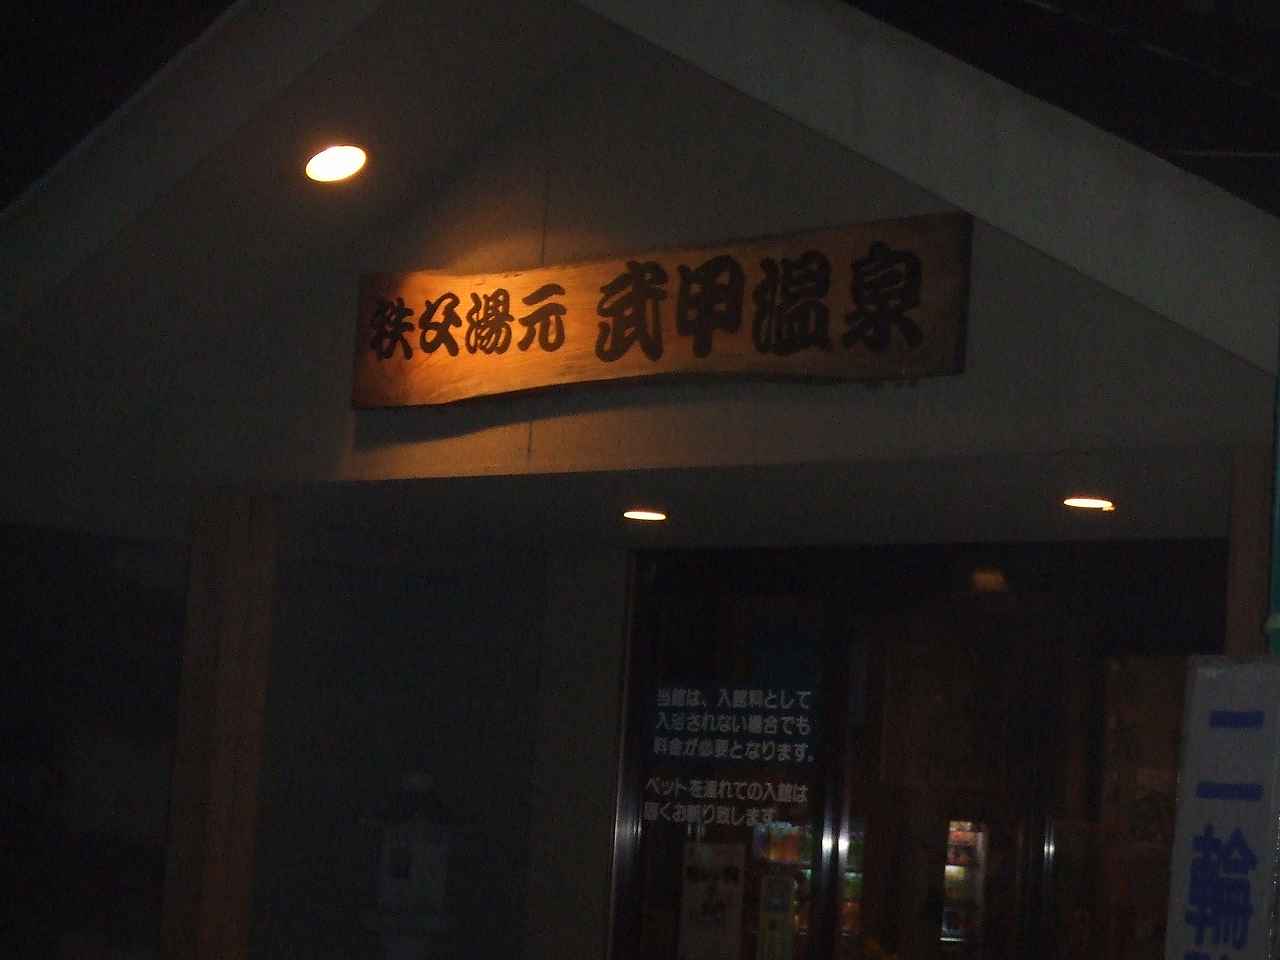 秩父湯元 武甲温泉
当館は、入館料として
入浴されない場合でも
料金が必要となります。
ペットを連れての入館は
固くお断り致します。
二輪